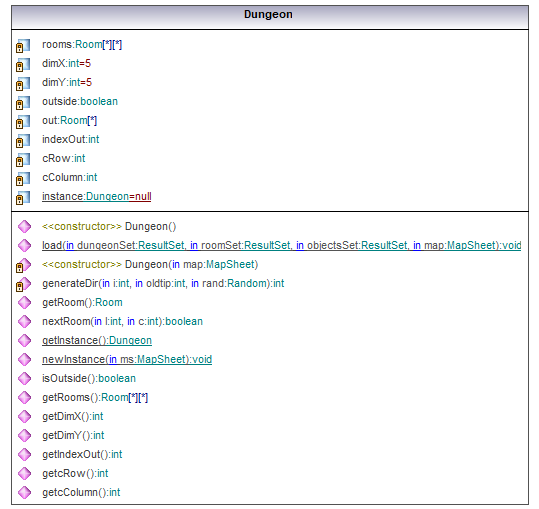 Dungeon
rooms:Room[*][*]
dimX:int=5
dimY:int=5
outside:boolean
out:Room[*]
indexOut:int
cRow:int
cColumn:int
instance:Dungeon=null
<<constructor>> Dungeon()
load(in dungeonSet:ResultSet, in roomSet:ResultSet, in objectsSet:ResultSet, in map:MapSheet):void
<<constructor>> Dungeon(in map:MapSheet)
generateDir(in i:int, in oldtip:int, in rand:Random):int
getRoom():Room
nextRoom(in l:int, in c:int):boolean
getInstance():Dungeon
newInstance(in ms:MapSheet):void
isOutside():boolean
getRooms():Room[*][*]
getDimX():int
getDimY():int
getIndexOut():int
getcRow():int
getcColumn():int